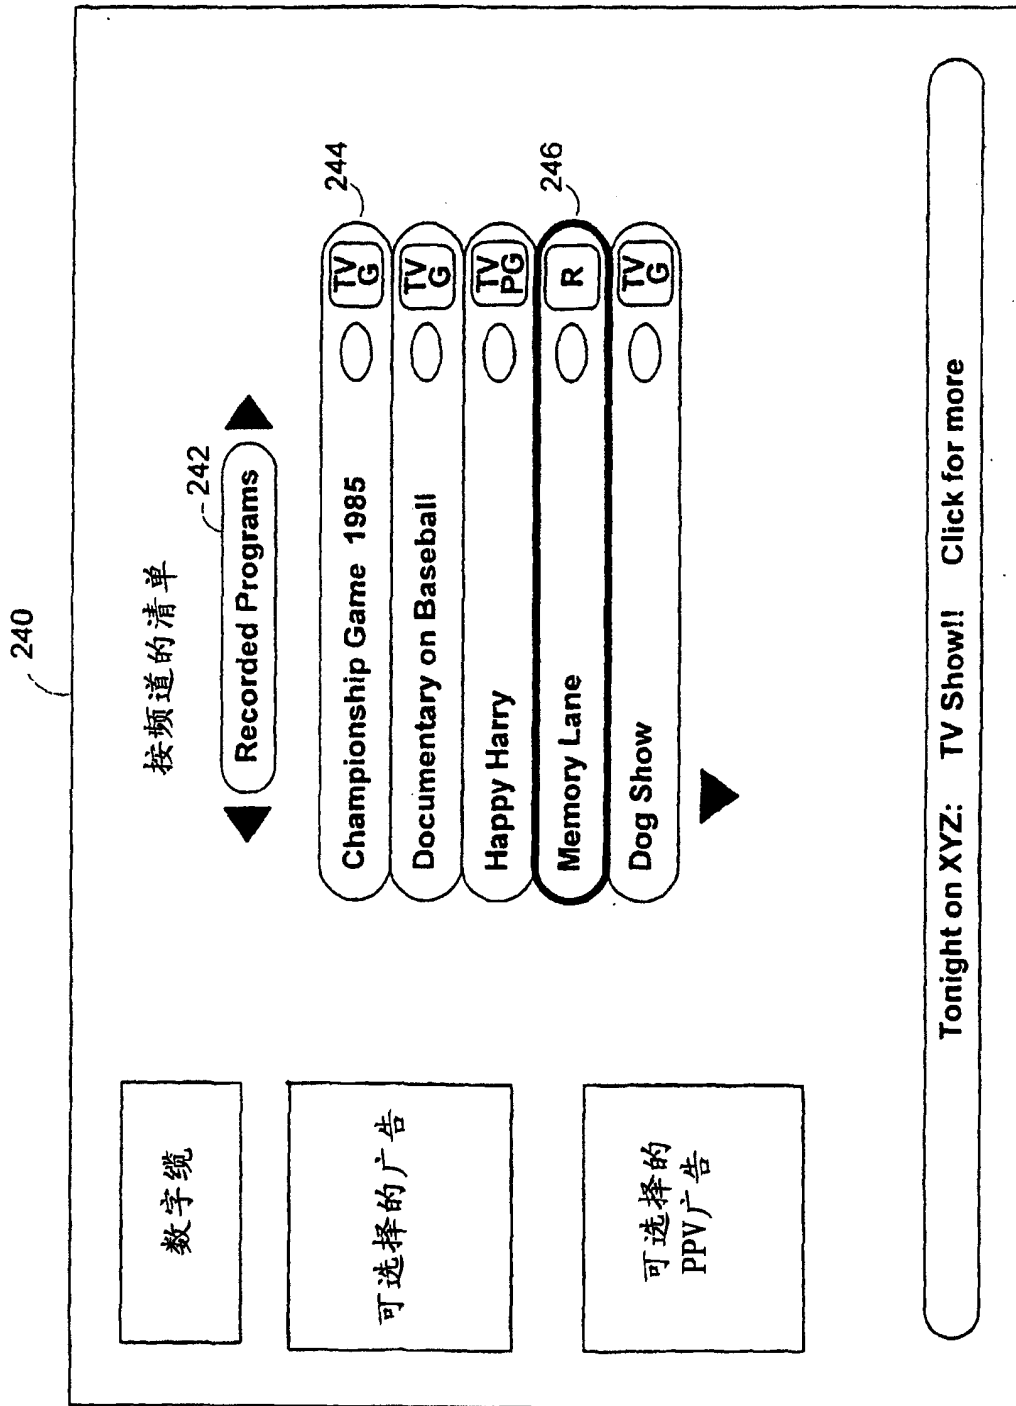 240
数字缆
按频道的清单
242
Recorded Programs
可选择的广告
244
Championship Game 1985 TV G
Documentary on Baseball TV G
Happy Harry TV PG
246
Memory Lane R
Dog Show TV G
可选择的
PPV广告
Tonight on XYZ: TV Show!! Click for more